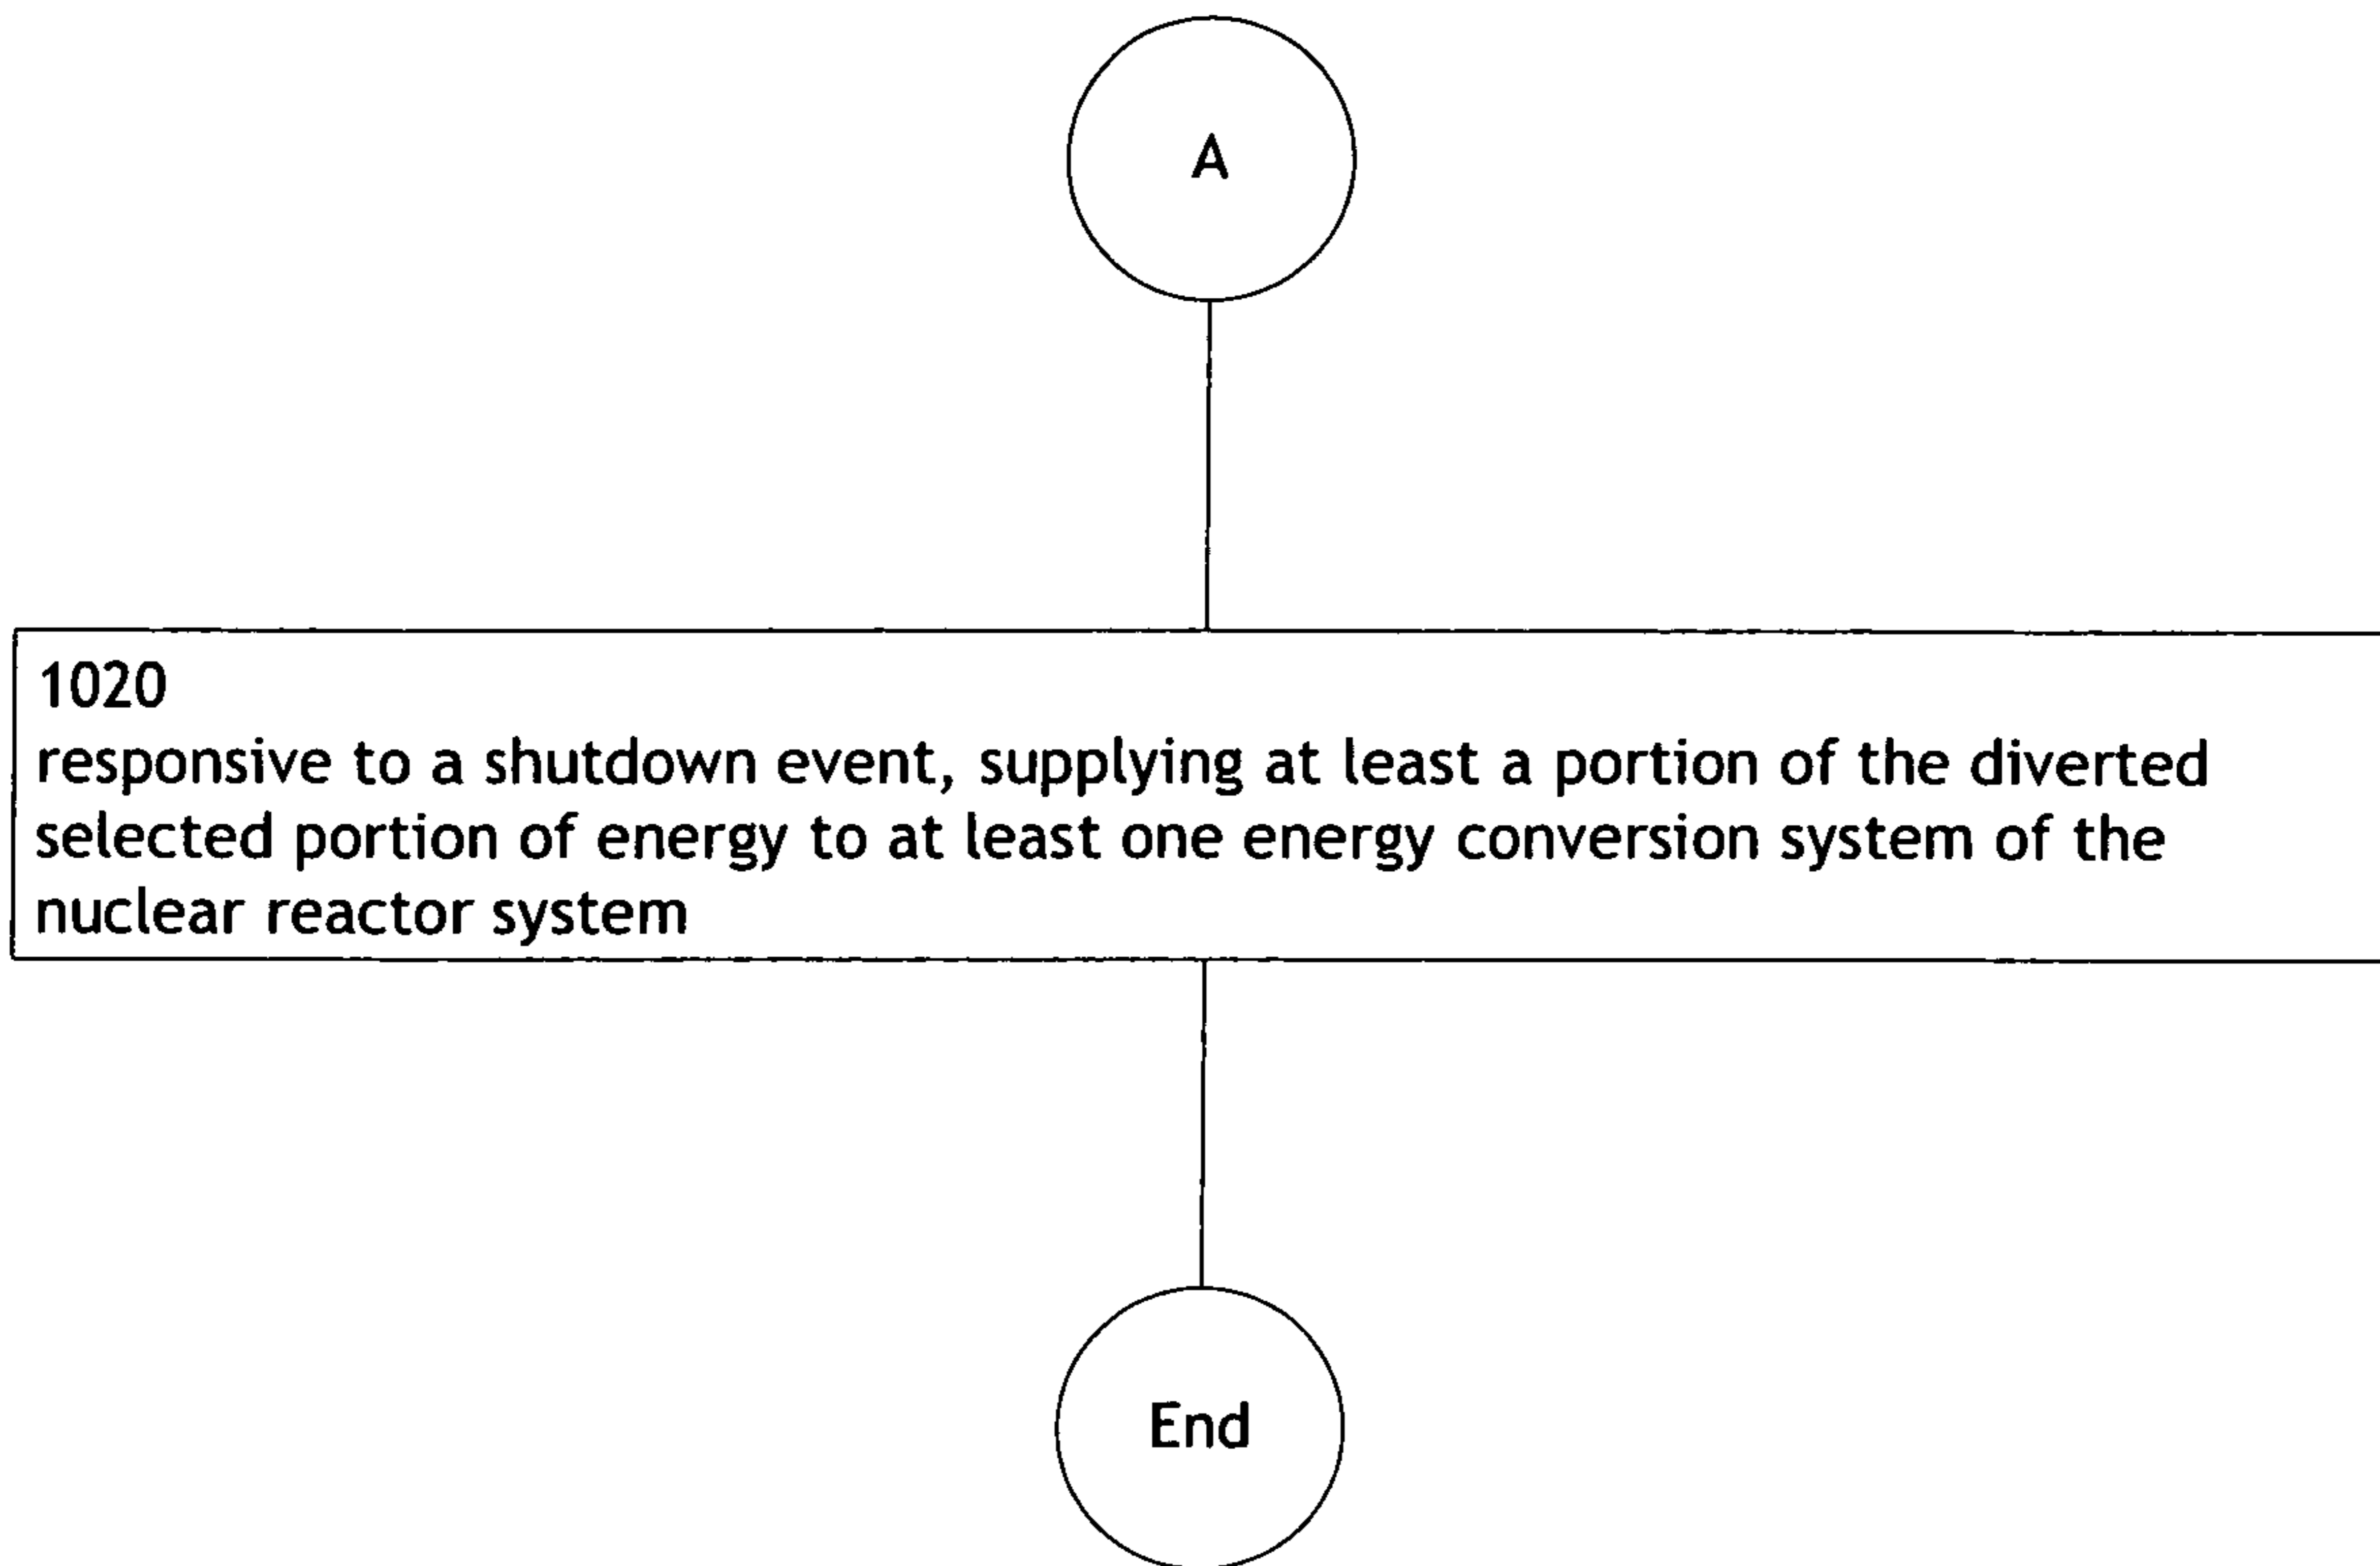 A
1020
responsive to a shutdown event, supplying at least a portion of the diverted
selected portion of energy to at least one energy conversion system of the
nuclear reactor system
End